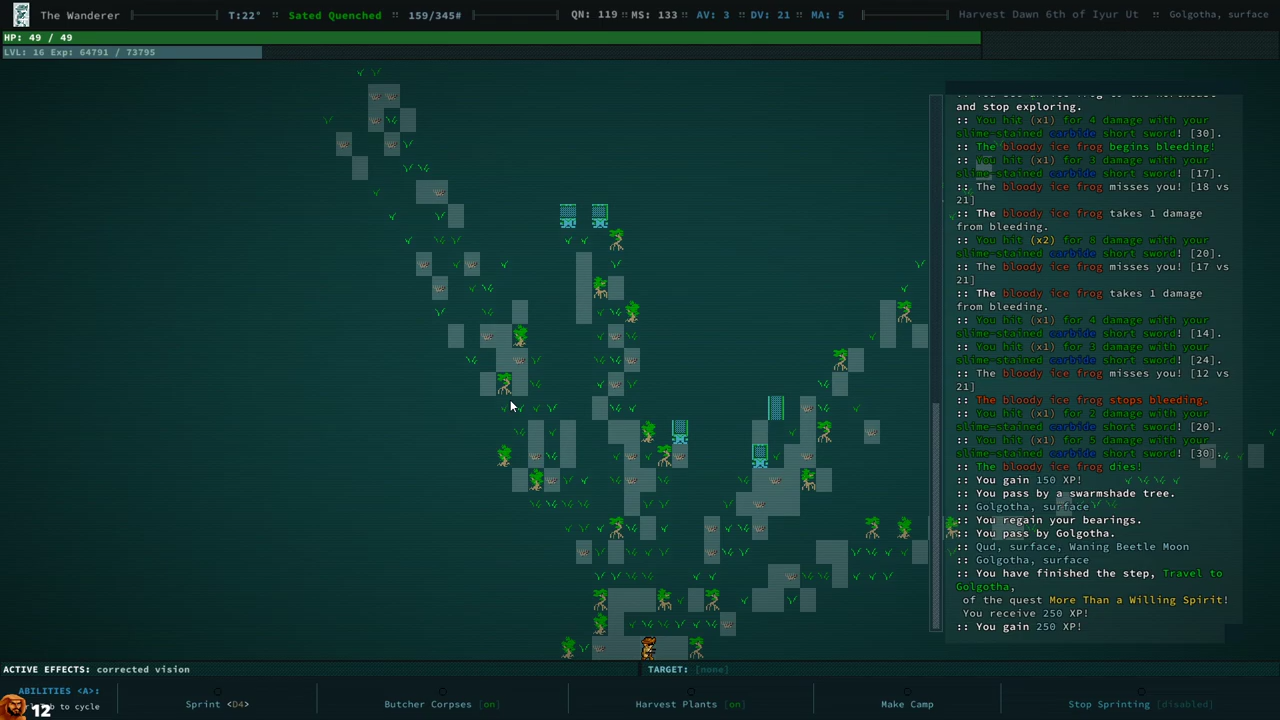 The Wanderer
T:22° :: Sated Quenched :: 159/345#
QN: 119 :: MS: 133 :: AV: 3 :: DV: 21 :: MA: 5
Harvest Dawn 6th of Iyur Ut :: Golgotha, surface
HP: 49 / 49
LVL: 16 Exp: 64791 / 73795
and stop exploring.
:: You hit (x1) for 4 damage with your
slime-stained carbide short sword! [30].
:: The bloody ice frog begins bleeding!
:: You hit (x1) for 3 damage with your
slime-stained carbide short sword! [17].
:: The bloody ice frog misses you! [18 vs
21]
:: The bloody ice frog takes 1 damage
from bleeding.
:: You hit (x2) for 8 damage with your
slime-stained carbide short sword! [20].
:: The bloody ice frog misses you! [17 vs
21]
:: The bloody ice frog takes 1 damage
from bleeding.
:: You hit (x1) for 4 damage with your
slime-stained carbide short sword! [14].
:: You hit (x1) for 3 damage with your
slime-stained carbide short sword! [24].
:: The bloody ice frog misses you! [12 vs
21]
:: The bloody ice frog stops bleeding.
:: You hit (x1) for 2 damage with your
slime-stained carbide short sword! [20].
:: You hit (x1) for 5 damage with your
slime-stained carbide short sword! [30].
:: The bloody ice frog dies!
:: You gain 150 XP!
:: You pass by a swarmshade tree.
:: Golgotha, surface
:: You regain your bearings.
:: You pass by Golgotha.
:: Qud, surface, Waning Beetle Moon
:: Golgotha, surface
:: You have finished the step, Travel to
Golgotha,
of the quest More Than a Willing Spirit!
You receive 250 XP!
:: You gain 250 XP!
ACTIVE EFFECTS: corrected vision
TARGET: [none]
ABILITIES <A>:
to cycle
12
Sprint <D4>
Butcher Corpses [on]
Harvest Plants [on]
Make Camp
Stop Sprinting [disabled]